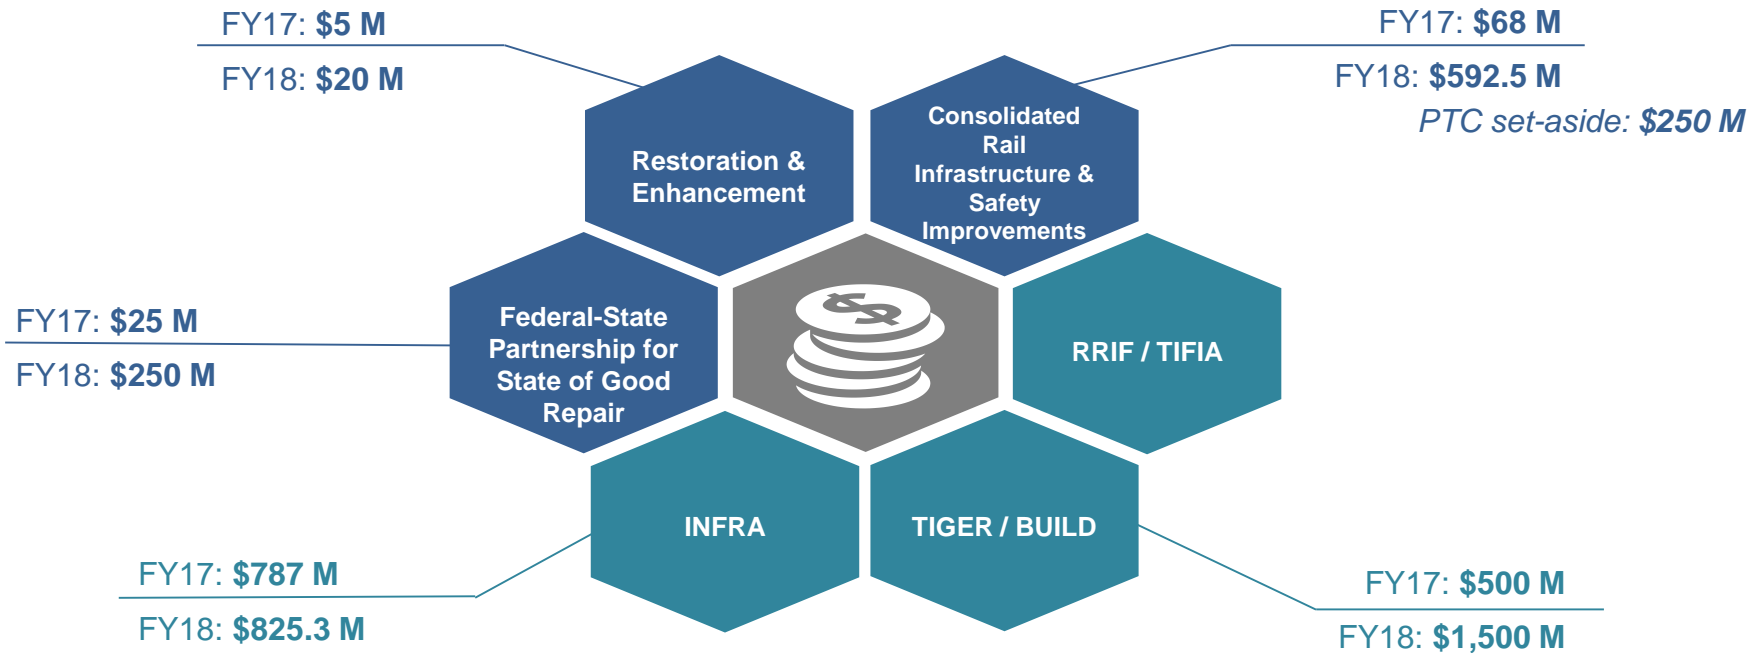 FY17: $5 M
FY18: $20 M
FY17: $68 M
FY18: $592.5 M
PTC set-aside: $250 M
Restoration &
Enhancement
Consolidated
Rail
Infrastructure &
Safety
Improvements
FY17: $25 M
FY18: $250 M
Federal-State
Partnership for
State of Good
Repair
$
RRIF / TIFIA
INFRA
TIGER / BUILD
FY17: $787 M
FY18: $825.3 M
FY17: $500 M
FY18: $1,500 M